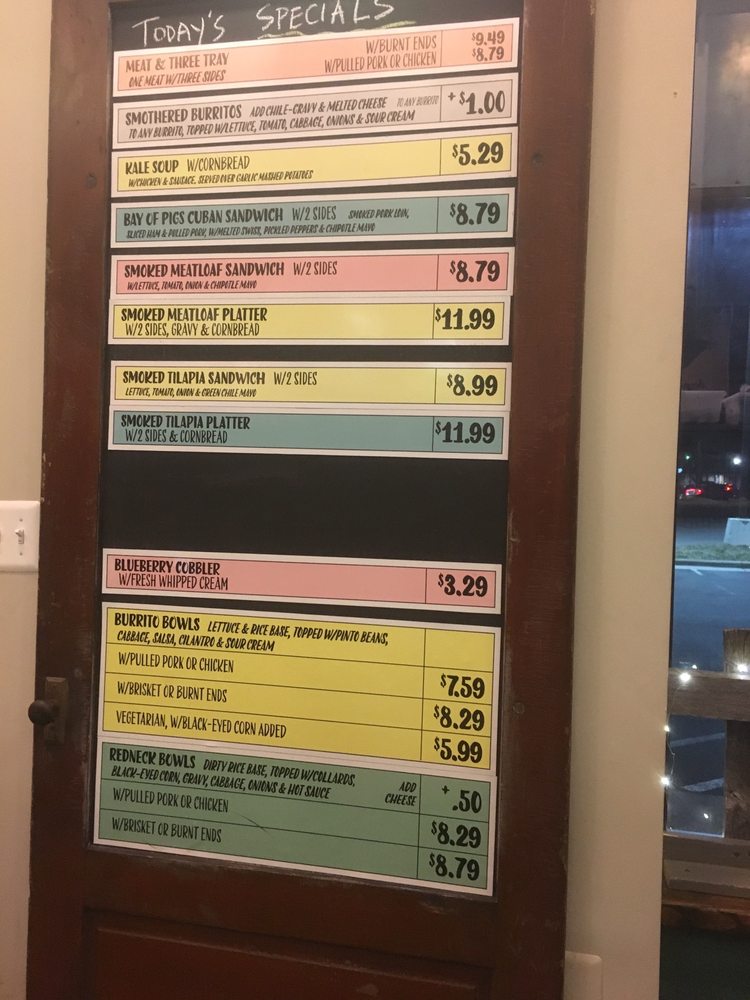 TODAY'S SPECIALS
MEAT & THREE TRAY W/BURNT ENDS $9.49
ONE MEAT W/THREE SIDES W/PULLED PORK OR CHICKEN $8.79
SMOTHERED BURRITOS ADD CHILE-GRAVY & MELTED CHEESE TO ANY BURRITO + $1.00
TO ANY BURRITO, TOPPED W/LETTUCE, TOMATO, CABBAGE, ONIONS & SOUR CREAM
KALE SOUP W/CORNBREAD $5.29
W/CHICKEN & SAUSAGE, SERVED OVER GARLIC MASHED POTATOES
BAY OF PIGS CUBAN SANDWICH W/2 SIDES SMOKED PORK LOIN, $8.79
SLICED HAM & PULLED PORK, W/MELTED SWISS, PICKLED PEPPERS & CHIPOTLE MAYO
SMOKED MEATLOAF SANDWICH W/2 SIDES $8.79
W/LETTUCE, TOMATO, ONION & CHIPOTLE MAYO
SMOKED MEATLOAF PLATTER $11.99
W/2 SIDES, GRAVY & CORNBREAD
SMOKED TILAPIA SANDWICH W/2 SIDES $8.99
LETTUCE, TOMATO, ONION & GREEN CHILE MAYO
SMOKED TILAPIA PLATTER $11.99
W/2 SIDES & CORNBREAD
BLUEBERRY COBBLER $3.29
W/FRESH WHIPPED CREAM
BURRITO BOWLS LETTUCE & RICE BASE, TOPPED W/PINTO BEANS,
CABBAGE, SALSA, CILANTRO & SOUR CREAM
W/PULLED PORK OR CHICKEN $7.59
W/BRISKET OR BURNT ENDS $8.29
VEGETARIAN, W/BLACK-EYED CORN ADDED $5.99
REDNECK BOWLS DIRTY RICE BASE, TOPPED W/COLLARDS,
BLACK-EYED CORN, GRAVY, CABBAGE, ONIONS & HOT SAUCE ADD CHEESE + .50
W/PULLED PORK OR CHICKEN $8.29
W/BRISKET OR BURNT ENDS $8.79